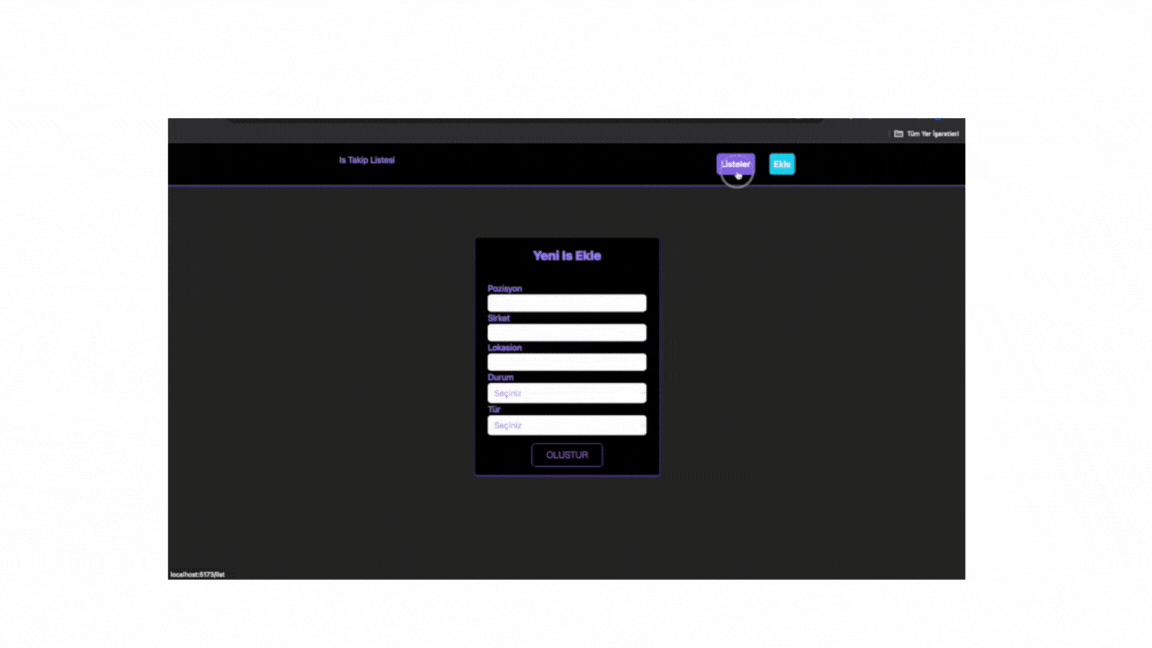 Tüm Yer İşaretleri
Is Takip Listesi
Listeler
Ekle
Yeni Is Ekle
Pozisyon
Sirket
Lokasion
Durum
Seçiniz
Tür
Seçiniz
OLUSTUR
localhost:5173/list